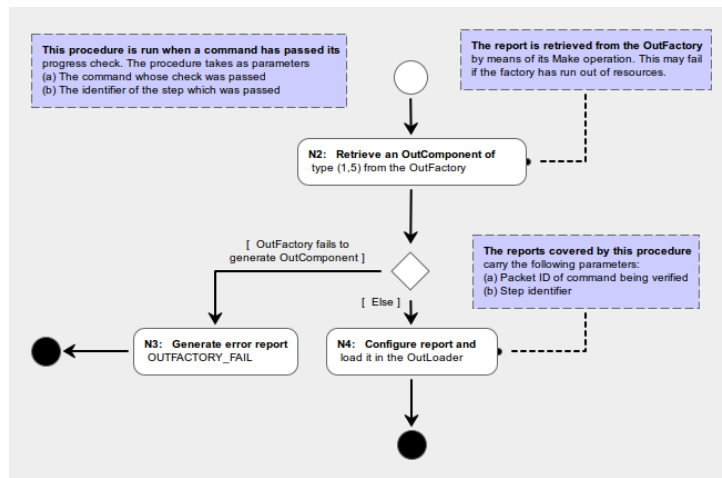 This procedure is run when a command has passed its
progress check. The procedure takes as parameters
(a) The command whose check was passed
(b) The identifier of the step which was passed
The report is retrieved from the OutFactory
by means of its Make operation. This may fail
if the factory has run out of resources.
N2: Retrieve an OutComponent of
type (1,5) from the OutFactory
[ OutFactory fails to
generate OutComponent ]
The reports covered by this procedure
carry the following parameters:
(a) Packet ID of command being verified
(b) Step identifier
[ Else ]
N3: Generate error report
OUTFACTORY_FAIL
N4: Configure report and
load it in the OutLoader